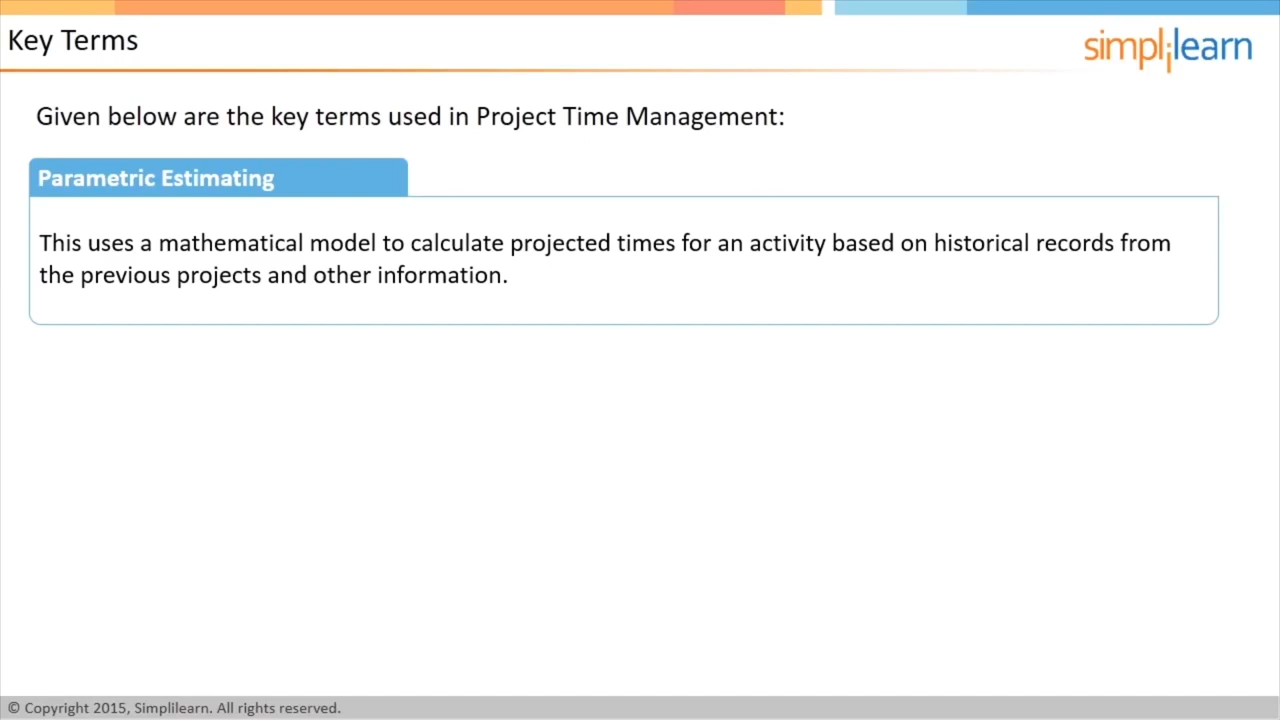 Key Terms
simplilearn
Given below are the key terms used in Project Time Management:
Parametric Estimating
This uses a mathematical model to calculate projected times for an activity based on historical records from
the previous projects and other information.
© Copyright 2015, Simplilearn. All rights reserved.